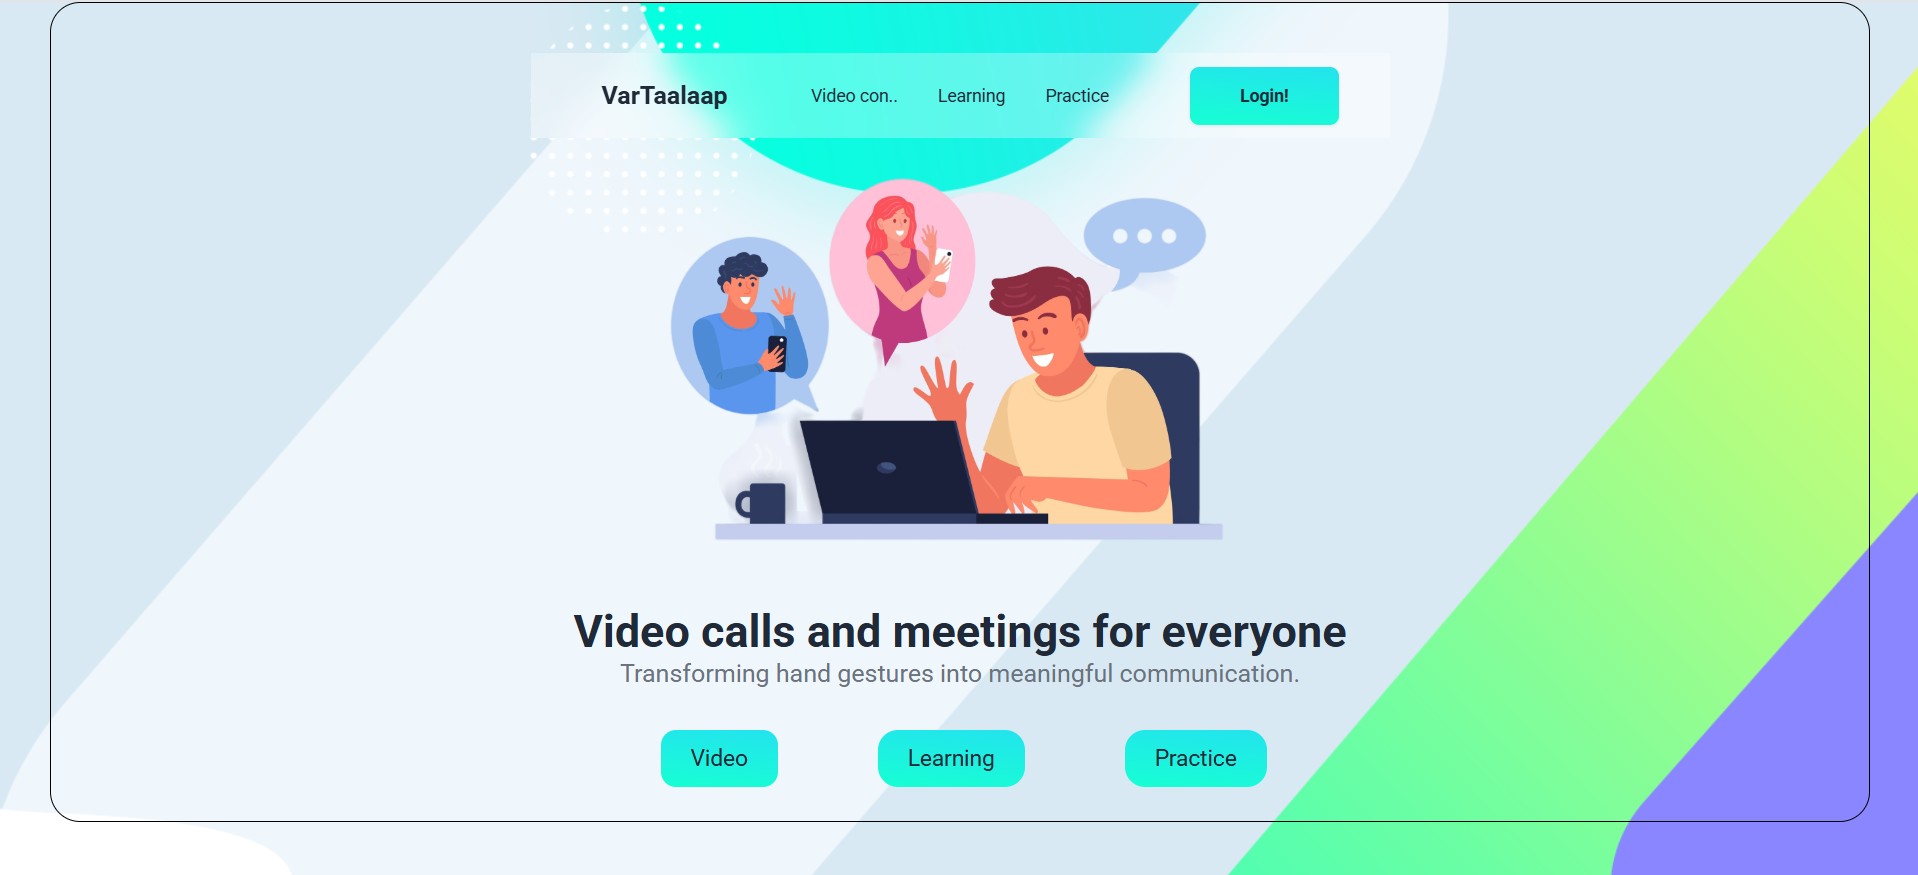 VarTaalaap
Video con..
Learning
Practice
Login!
Video calls and meetings for everyone
Transforming hand gestures into meaningful communication.
Video
Learning
Practice